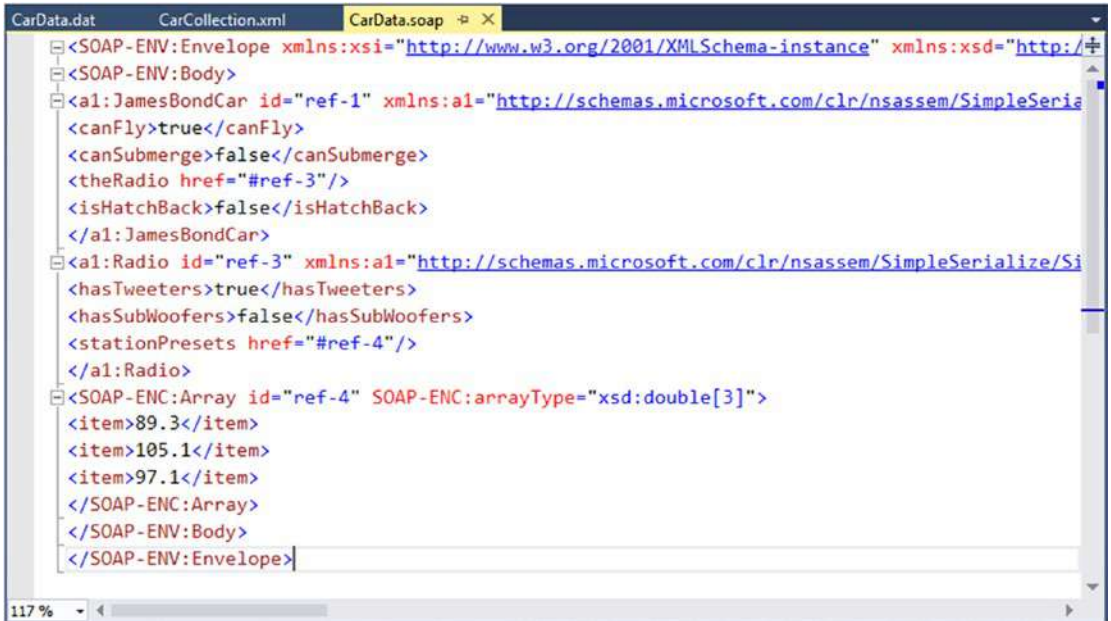 CarData.dat CarCollection.xml CarData.soap
<SOAP-ENV:Envelope xmlns:xsi="http://www.w3.org/2001/XMLSchema-instance" xmlns:xsd="http:/
<SOAP-ENV:Body>
<a1:JamesBondCar id="ref-1" xmlns:a1="http://schemas.microsoft.com/clr/nsassem/SimpleSeria
<canFly>true</canFly>
<canSubmerge>false</canSubmerge>
<theRadio href="#ref-3"/>
<isHatchBack>false</isHatchBack>
</a1:JamesBondCar>
<a1:Radio id="ref-3" xmlns:a1="http://schemas.microsoft.com/clr/nsassem/SimpleSerialize/Si
<hasTweeters>true</hasTweeters>
<hasSubWoofers>false</hasSubWoofers>
<stationPresets href="#ref-4"/>
</a1:Radio>
<SOAP-ENC:Array id="ref-4" SOAP-ENC:arrayType="xsd:double[3]">
<item>89.3</item>
<item>105.1</item>
<item>97.1</item>
</SOAP-ENC:Array>
</SOAP-ENV:Body>
</SOAP-ENV:Envelope>
117 %